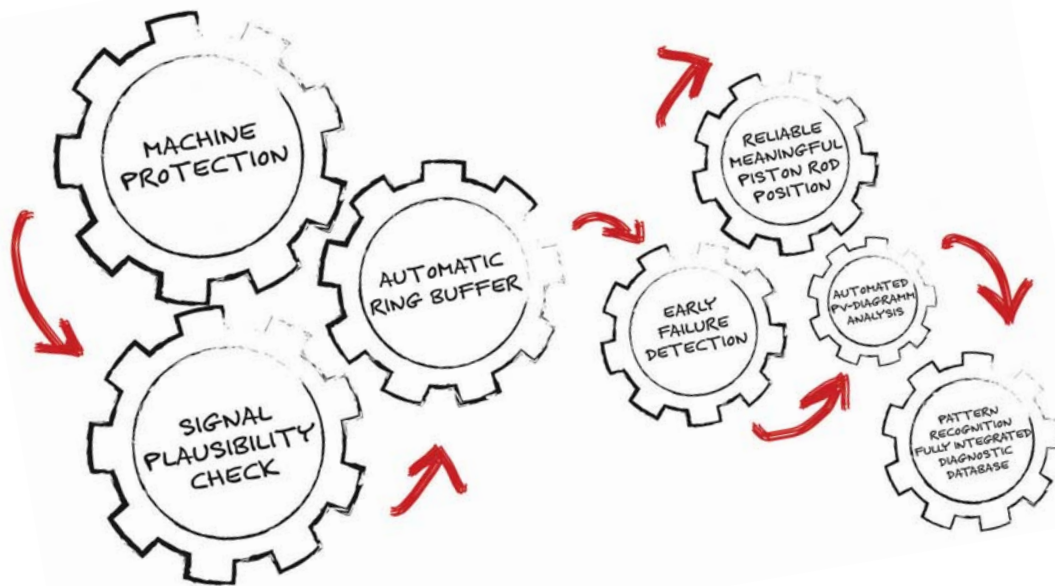 MACHINE
PROTECTION
SIGNAL
PLAUSIBILITY
CHECK
AUTOMATIC
RING BUFFER
EARLY
FAILURE
DETECTION
RELIABLE
MEANINGFUL
PISTON ROD
POSITION
AUTOMATED
PV-DIAGRAMM
ANALYSIS
PATTERN
RECOGNITION
FULLY INTEGRATED
DIAGNOSTIC
DATABASE